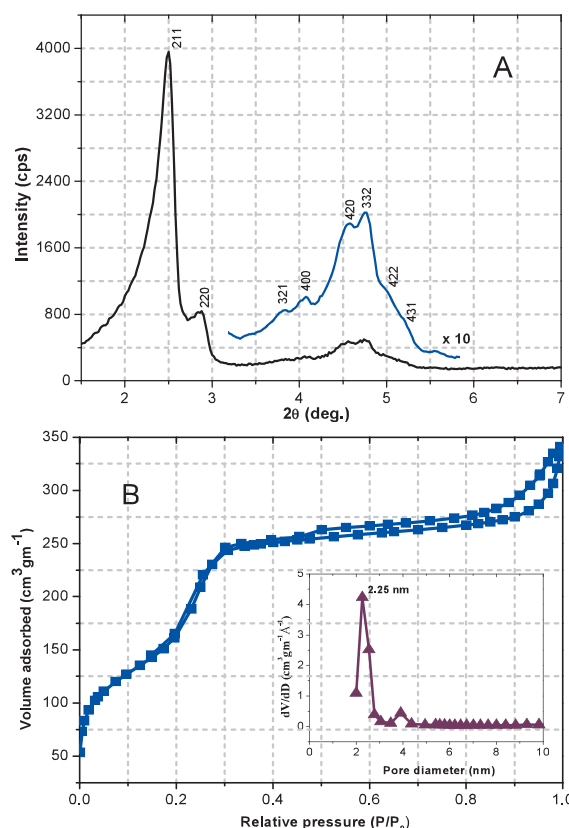 A
211
220
321
400
420
332
422
431
x 10
Intensity (cps)
4000
3200
2400
1600
800
0
2 3 4 5 6 7
2θ (deg.)
B
Volume adsorbed (cm³gm⁻¹)
350
300
250
200
150
100
50
0.0 0.2 0.4 0.6 0.8 1.0
Relative pressure (P/Pₒ)
2.25 nm
dV/dD (cm³gm⁻¹Å⁻¹)
5
4
3
2
1
0
0 2 4 6 8 10
Pore diameter (nm)